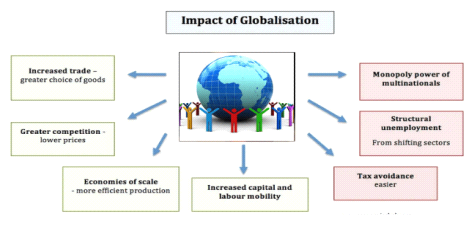 Impact of Globalisation
Increased trade –
greater choice of goods
Greater competition -
lower prices
Economies of scale
- more efficient production
Increased capital and
labour mobility
Monopoly power of
multinationals
Structural
unemployment
From shifting sectors
Tax avoidance
easier